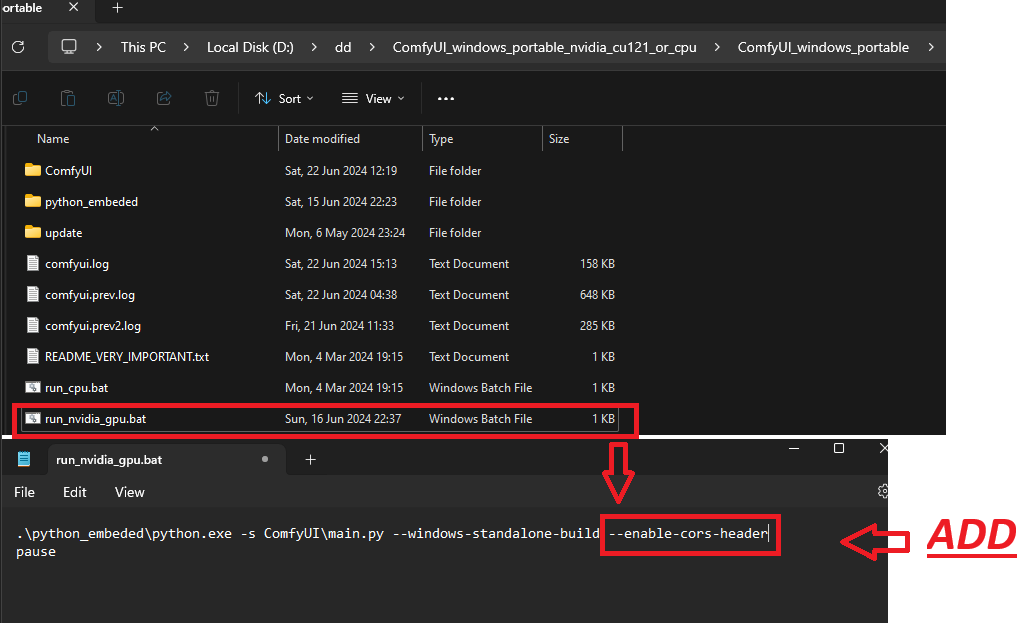 ortable
This PC > Local Disk (D:) > dd > ComfyUI_windows_portable_nvidia_cu121_or_cpu > ComfyUI_windows_portable >
Sort View
Name Date modified Type Size
ComfyUI Sat, 22 Jun 2024 12:19 File folder
python_embeded Sat, 15 Jun 2024 22:23 File folder
update Mon, 6 May 2024 23:24 File folder
comfyui.log Sat, 22 Jun 2024 15:13 Text Document 158 KB
comfyui.prev.log Sat, 22 Jun 2024 04:38 Text Document 648 KB
comfyui.prev2.log Fri, 21 Jun 2024 11:33 Text Document 285 KB
README_VERY_IMPORTANT.txt Mon, 4 Mar 2024 19:15 Text Document 1 KB
run_cpu.bat Mon, 4 Mar 2024 19:15 Windows Batch File 1 KB
run_nvidia_gpu.bat Sun, 16 Jun 2024 22:37 Windows Batch File 1 KB
run_nvidia_gpu.bat
File Edit View
.\python_embeded\python.exe -s ComfyUI\main.py --windows-standalone-build --enable-cors-header
pause
ADD